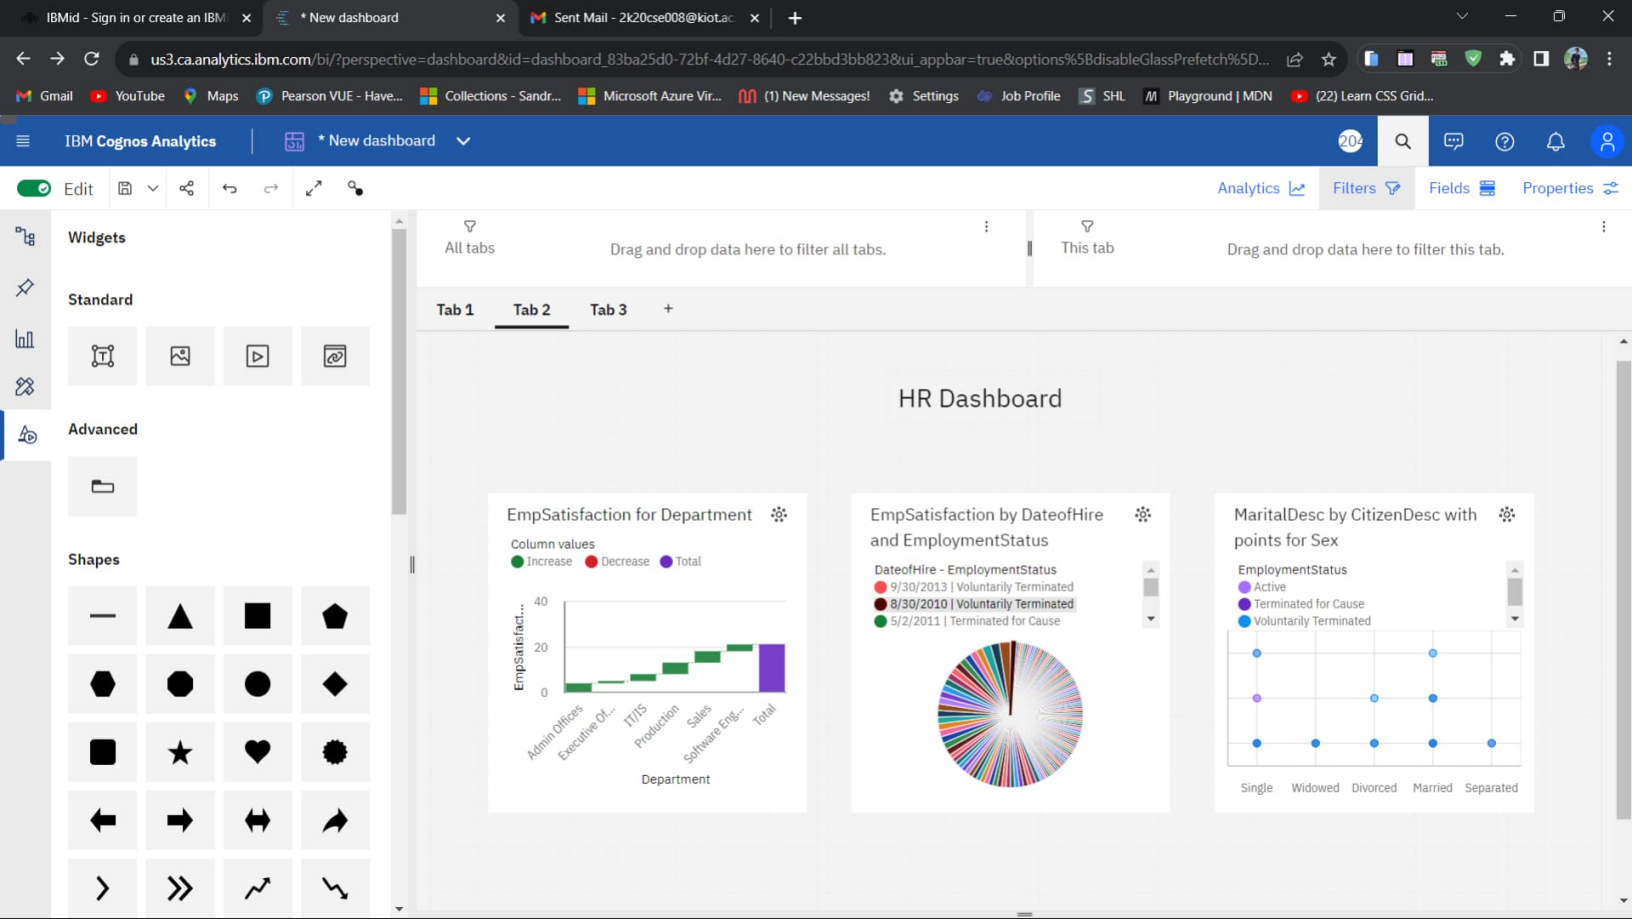 IBMid - Sign in or create an IBM
* New dashboard
Sent Mail - 2k20cse008@kiot.ac.
us3.ca.analytics.ibm.com/bi/?perspective=dashboard&id=dashboard_83ba25d0-72bf-4d27-8640-c22bbd3bb823&ui_appbar=true&options%5BdisableGlassPrefetch%5D...
Gmail
YouTube
Maps
Pearson VUE - Have...
Collections - Sandr...
Microsoft Azure Vir...
(1) New Messages!
Settings
Job Profile
SHL
Playground | MDN
(22) Learn CSS Grid...
IBM Cognos Analytics
* New dashboard
204
Edit
Analytics
Filters
Fields
Properties
Widgets
Standard
Advanced
Shapes
All tabs
Drag and drop data here to filter all tabs.
This tab
Drag and drop data here to filter this tab.
Tab 1
Tab 2
Tab 3
HR Dashboard
EmpSatisfaction for Department
Column values
Increase
Decrease
Total
EmpSatisfact...
40
20
0
Admin Offices
Executive Of...
IT/IS
Production
Sales
Software Eng...
Total
Department
EmpSatisfaction by DateofHire
and EmploymentStatus
DateofHire - EmploymentStatus
9/30/2013 | Voluntarily Terminated
8/30/2010 | Voluntarily Terminated
5/2/2011 | Terminated for Cause
MaritalDesc by CitizenDesc with
points for Sex
EmploymentStatus
Active
Terminated for Cause
Voluntarily Terminated
Single
Widowed
Divorced
Married
Separated